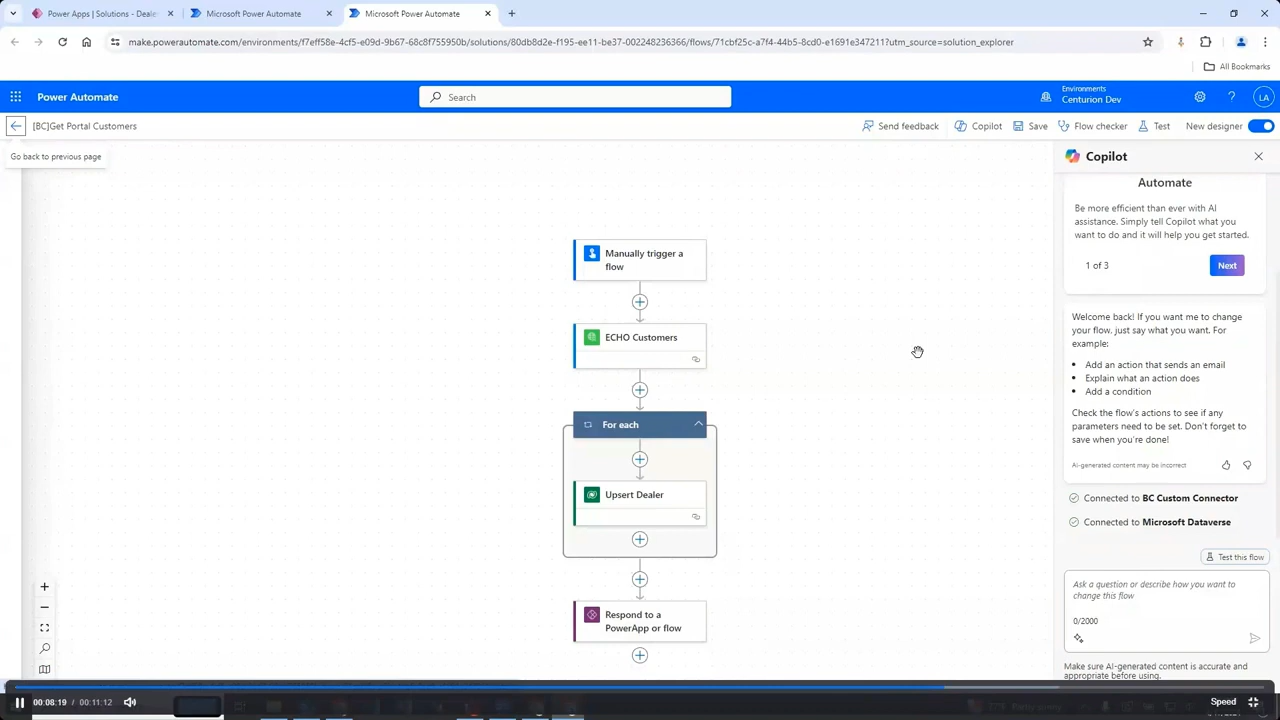 Power Apps | Solutions - Deale
Microsoft Power Automate
Microsoft Power Automate
make.powerautomate.com/environments/f7eff58e-4cf5-e09d-9b67-68c8f755950b/solutions/80db8d2e-f195-ee11-be37-002248236366/flows/71cbf25c-a7f4-44b5-8cd0-e1691e347211?utm_source=solution_explorer
All Bookmarks
Power Automate
Search
Environments
Centurion Dev
LA
[BC]Get Portal Customers
Send feedback
Copilot
Save
Flow checker
Test
New designer
Go back to previous page
Manually trigger a
flow
ECHO Customers
For each
Upsert Dealer
Respond to a
PowerApp or flow
Copilot
Automate
Be more efficient than ever with AI
assistance. Simply tell Copilot what you
want to do and it will help you get started.
1 of 3
Next
Welcome back! If you want me to change
your flow, just say what you want. For
example:
• Add an action that sends an email
• Explain what an action does
• Add a condition
Check the flow's actions to see if any
parameters need to be set. Don't forget to
save when you're done!
AI-generated content may be incorrect
Connected to BC Custom Connector
Connected to Microsoft Dataverse
Test this flow
Ask a question or describe how you want to
change this flow
0/2000
Make sure AI-generated content is accurate and
appropriate before using.
00:08:19 / 00:11:12
Speed